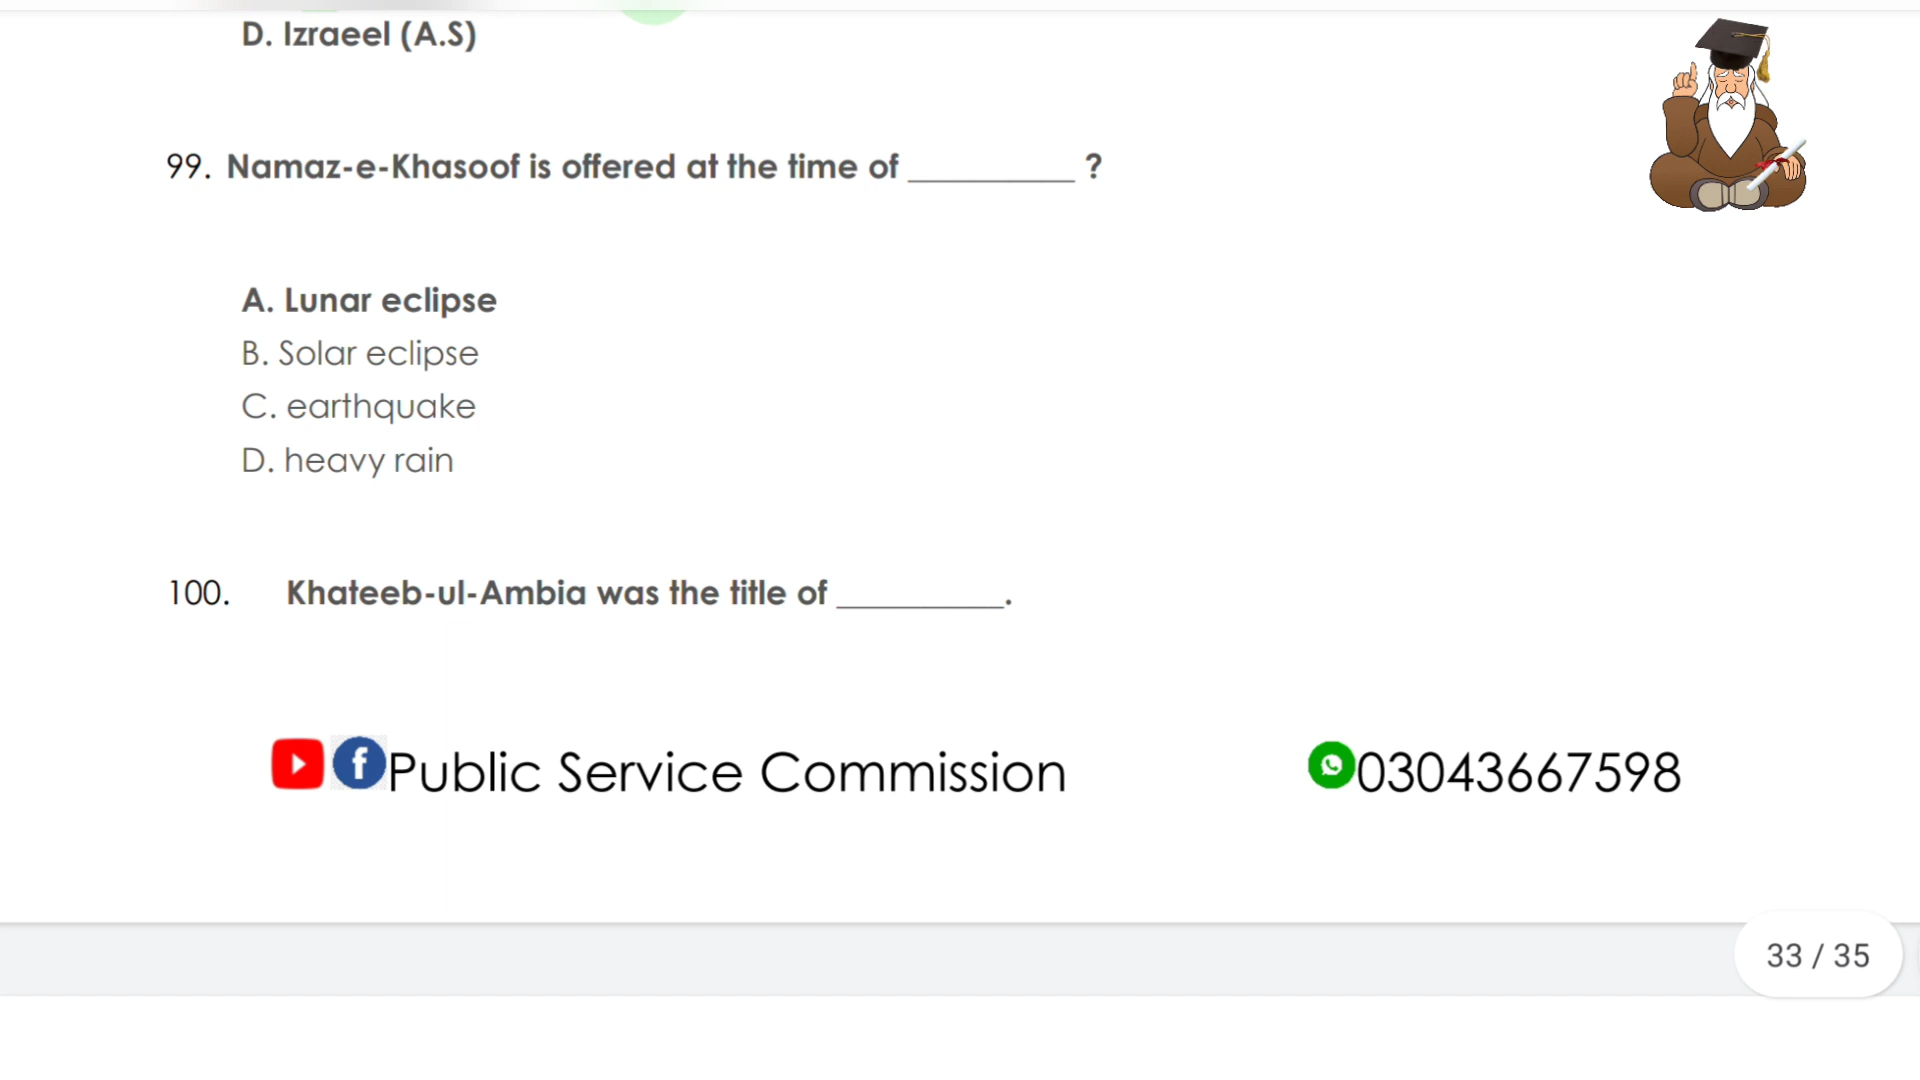 D. Izraeel (A.S)
99. Namaz-e-Khasoof is offered at the time of __________ ?
A. Lunar eclipse
B. Solar eclipse
C. earthquake
D. heavy rain
100. Khateeb-ul-Ambia was the title of __________.
Public Service Commission 03043667598
33 / 35